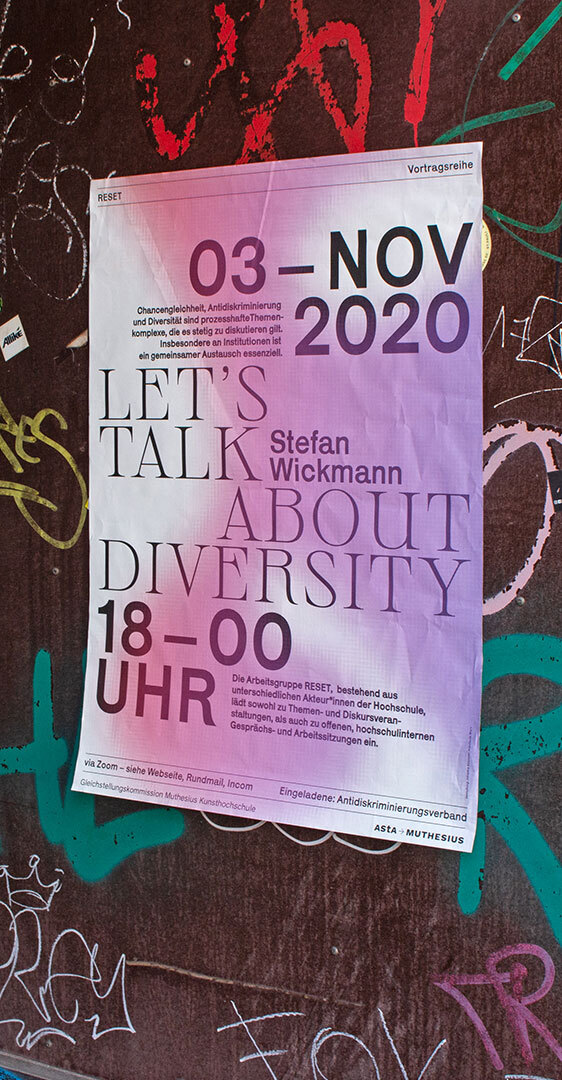 RESET
Vortragsreihe
03–NOV
2020
Chancengleichheit, Antidiskriminierung
und Diversität sind prozesshafte Themen-
komplexe, die es stetig zu diskutieren gilt.
Insbesondere an Institutionen ist
ein gemeinsamer Austausch essenziell.
LET'S
TALK
Stefan
Wickmann
ABOUT
DIVERSITY
18–00
UHR
Die Arbeitsgruppe RESET, bestehend aus
unterschiedlichen Akteur*innen der Hochschule,
lädt sowohl zu Themen- und Diskursveran-
staltungen, als auch zu offenen, hochschulinternen
Gesprächs- und Arbeitssitzungen ein.
via Zoom – siehe Webseite, Rundmail, Incom
Eingeladene: Antidiskriminierungsverband
Gleichstellungskommission Muthesius Kunsthochschule
AStA → MUTHESIUS